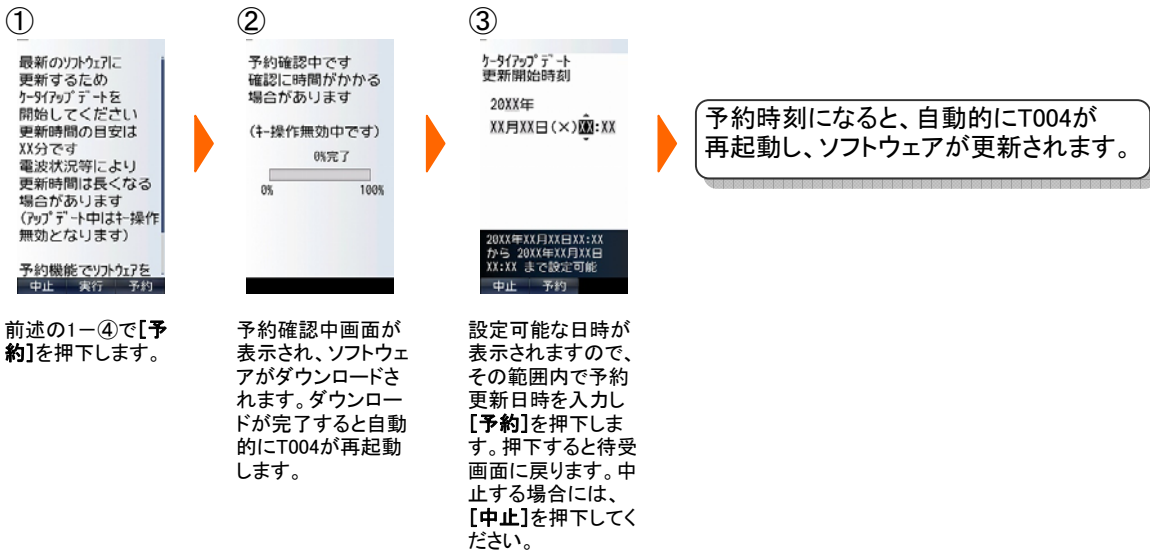 ①
最新のｿﾌﾄｳｪｱに
更新するため
ｹｰﾀｲｱｯﾌﾟﾃﾞｰﾄを
開始してください
更新時間の目安は
XX分です
電波状況等により
更新時間は長くなる
場合があります
(ｱｯﾌﾟﾃﾞｰﾄ中はｷｰ操作
無効となります)
予約機能でｿﾌﾄｳｪｱを
中止 実行 予約
前述の1－④で[予
約]を押下します。
②
予約確認中です
確認に時間がかかる
場合があります
(ｷｰ操作無効中です)
0%完了
0% 100%
予約確認中画面が
表示され、ソフトウェ
アがダウンロードさ
れます。ダウンロー
ドが完了すると自動
的にT004が再起動
します。
③
ｹｰﾀｲｱｯﾌﾟﾃﾞｰﾄ
更新開始時刻
20XX年
XX月XX日(×)XX:XX
20XX年XX月XX日XX:XX
から 20XX年XX月XX日
XX:XX まで設定可能
中止 予約
設定可能な日時が
表示されますので、
その範囲内で予約
更新日時を入力し
[予約]を押下しま
す。押下すると待受
画面に戻ります。中
止する場合には、
[中止]を押下してく
ださい。
予約時刻になると、自動的にT004が
再起動し、ソフトウェアが更新されます。